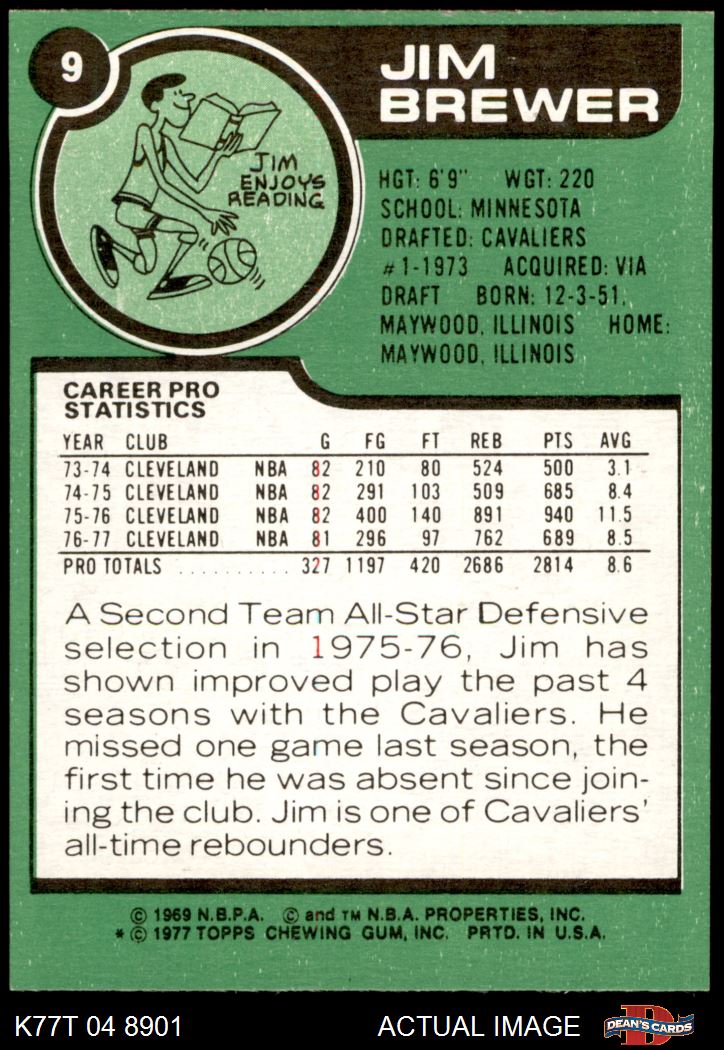 9
JIM
BREWER
JIM
ENJOYS
READING
HGT: 6'9" WGT: 220
SCHOOL: MINNESOTA
DRAFTED: CAVALIERS
#1-1973 ACQUIRED: VIA
DRAFT BORN: 12-3-51,
MAYWOOD, ILLINOIS HOME:
MAYWOOD, ILLINOIS
CAREER PRO
STATISTICS
YEAR CLUB G FG FT REB PTS AVG
73-74 CLEVELAND NBA 82 210 80 524 500 3.1
74-75 CLEVELAND NBA 82 291 103 509 685 8.4
75-76 CLEVELAND NBA 82 400 140 891 940 11.5
76-77 CLEVELAND NBA 81 296 97 762 689 8.5
PRO TOTALS .......... 327 1197 420 2686 2814 8.6
A Second Team All-Star Defensive
selection in 1975-76, Jim has
shown improved play the past 4
seasons with the Cavaliers. He
missed one game last season, the
first time he was absent since join-
ing the club. Jim is one of Cavaliers'
all-time rebounders.
© 1969 N.B.P.A. © and TM N.B.A. PROPERTIES, INC.
* © 1977 TOPPS CHEWING GUM, INC. PRTD. IN U.S.A.
K77T 04 8901 ACTUAL IMAGE DEAN'S CARDS